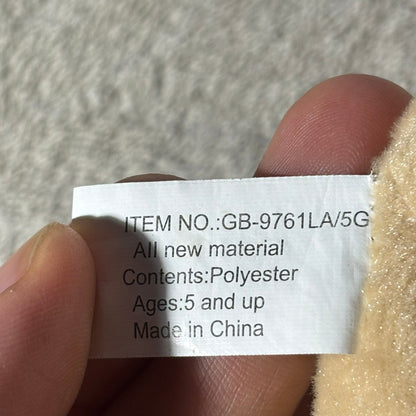 ITEM NO.:GB-9761LA/5G
All new material
Contents:Polyester
Ages:5 and up
Made in China